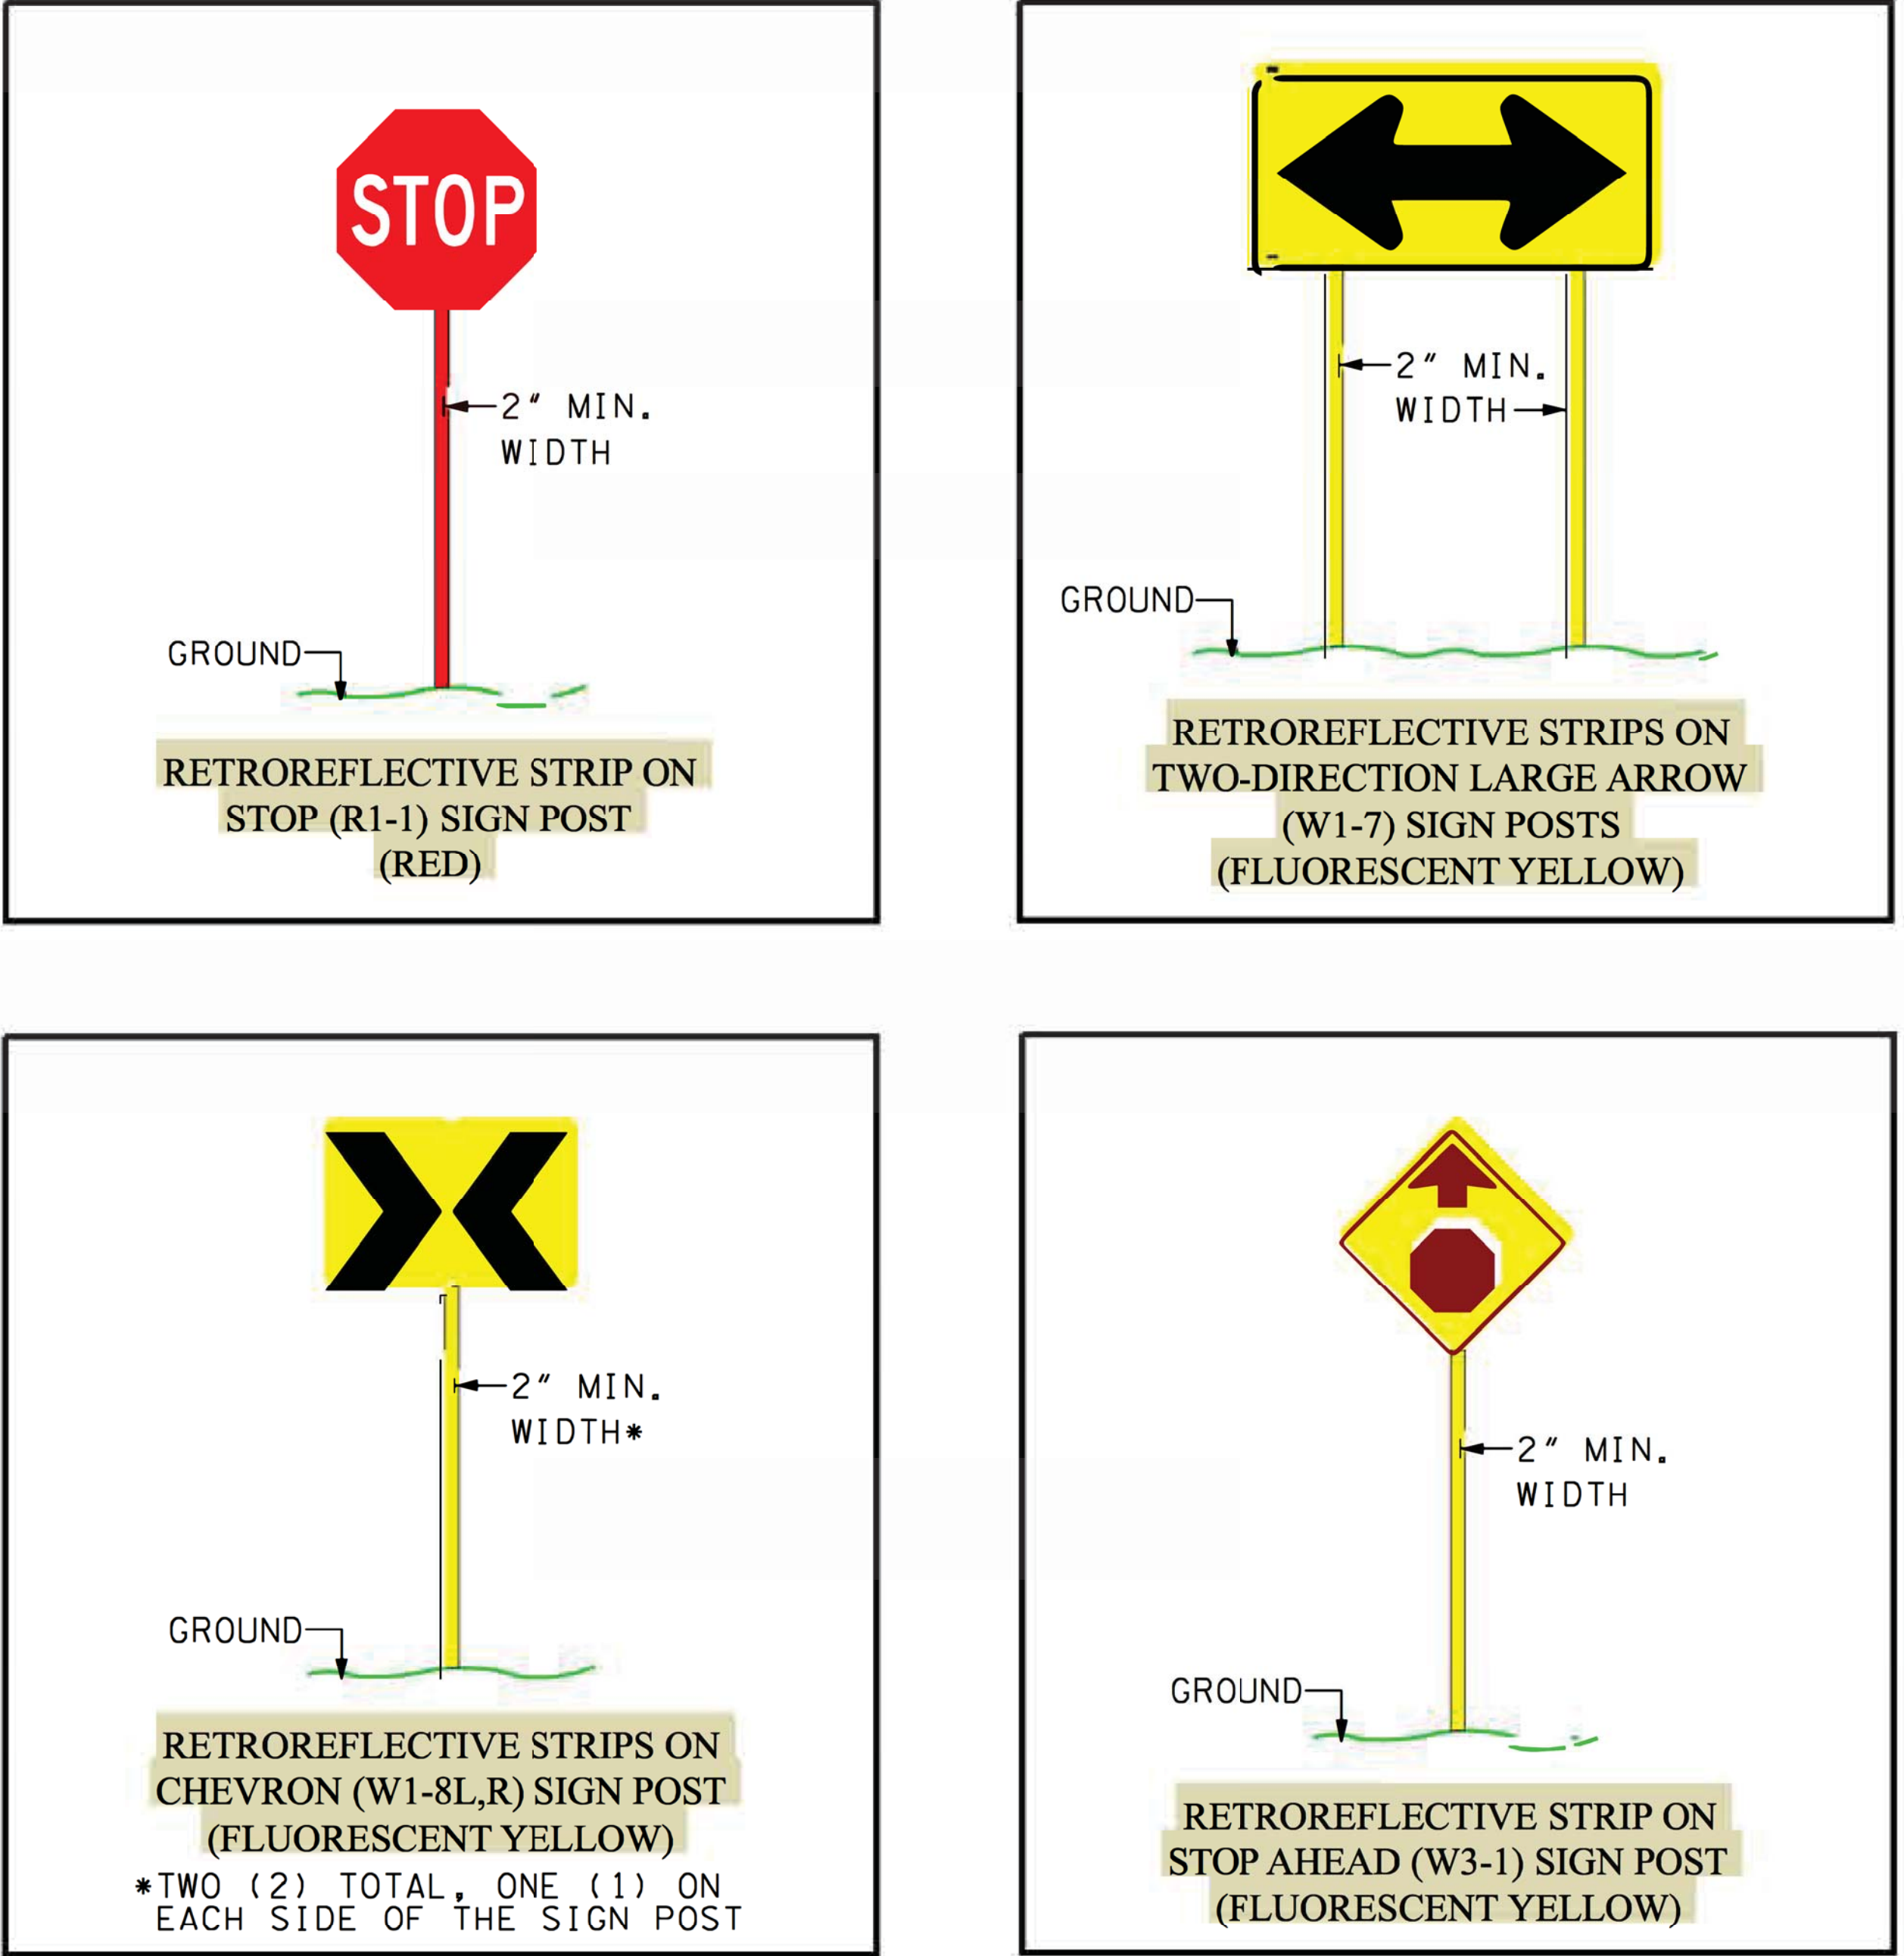 STOP
2" MIN.
WIDTH
GROUND
RETROREFLECTIVE STRIP ON
STOP (R1-1) SIGN POST
(RED)
2" MIN.
WIDTH
GROUND
RETROREFLECTIVE STRIPS ON
TWO-DIRECTION LARGE ARROW
(W1-7) SIGN POSTS
(FLUORESCENT YELLOW)
2" MIN.
WIDTH*
GROUND
RETROREFLECTIVE STRIPS ON
CHEVRON (W1-8L,R) SIGN POST
(FLUORESCENT YELLOW)
*TWO (2) TOTAL, ONE (1) ON
EACH SIDE OF THE SIGN POST
2" MIN.
WIDTH
GROUND
RETROREFLECTIVE STRIP ON
STOP AHEAD (W3-1) SIGN POST
(FLUORESCENT YELLOW)